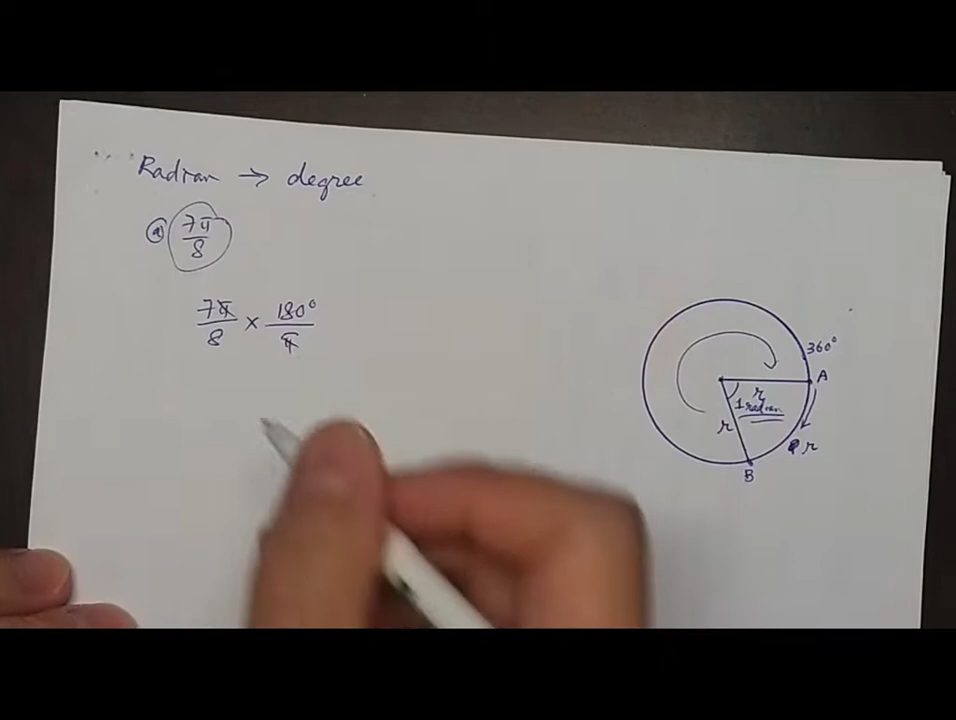 Radian → degree
ⓐ 7π/8
7π/8 × 180°/π
360°
A
r
1 radian
r
r
B